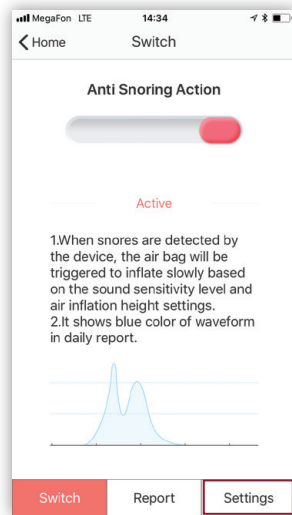 MegaFon LTE 14:34
Home Switch
Anti Snoring Action
Active
1.When snores are detected by
the device, the air bag will be
triggered to inflate slowly based
on the sound sensitivity level and
air inflation height settings.
2.It shows blue color of waveform
in daily report.
Switch Report Settings